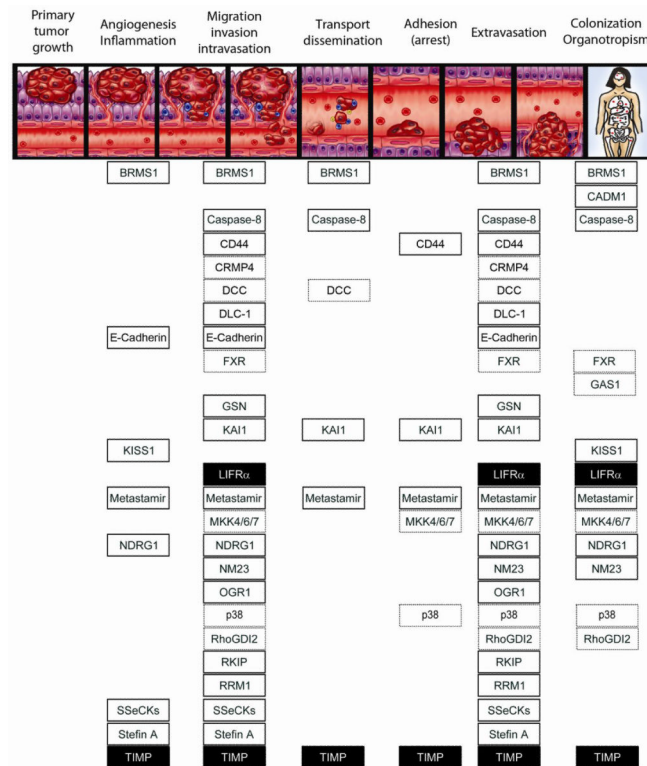 Primary
tumor
growth
Angiogenesis
Inflammation
Migration
invasion
intravasation
Transport
dissemination
Adhesion
(arrest)
Extravasation
Colonization
Organotropism
BRMS1 BRMS1 BRMS1 BRMS1 BRMS1
CADM1
Caspase-8 Caspase-8 Caspase-8 Caspase-8
CD44 CD44 CD44
CRMP4 CRMP4
DCC DCC DCC
DLC-1 DLC-1
E-Cadherin E-Cadherin E-Cadherin
FXR FXR FXR
GAS1
GSN GSN
KAI1 KAI1 KAI1 KAI1
KISS1 KISS1
LIFRα LIFRα LIFRα
Metastamir Metastamir Metastamir Metastamir Metastamir Metastamir
MKK4/6/7 MKK4/6/7 MKK4/6/7 MKK4/6/7
NDRG1 NDRG1 NDRG1 NDRG1
NM23 NM23 NM23
OGR1 OGR1
p38 p38 p38 p38
RhoGDI2 RhoGDI2 RhoGDI2
RKIP RKIP
RRM1 RRM1
SSeCKs SSeCKs SSeCKs
Stefin A Stefin A Stefin A
TIMP TIMP TIMP TIMP TIMP TIMP